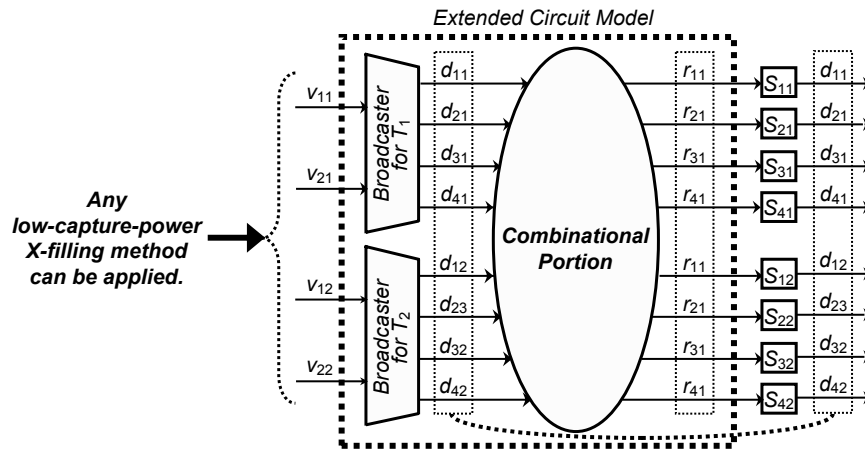 Extended Circuit Model
v11 Broadcaster for T1 d11 r11 S11 d11
d21 r21 S21 d21
v21 d31 r31 S31 d31
d41 r41 S41 d41
Any
low-capture-power
X-filling method
can be applied.
Combinational
Portion
v12 Broadcaster for T2 d12 r11 S12 d12
d23 r21 S22 d23
v22 d32 r31 S32 d32
d42 r41 S42 d42